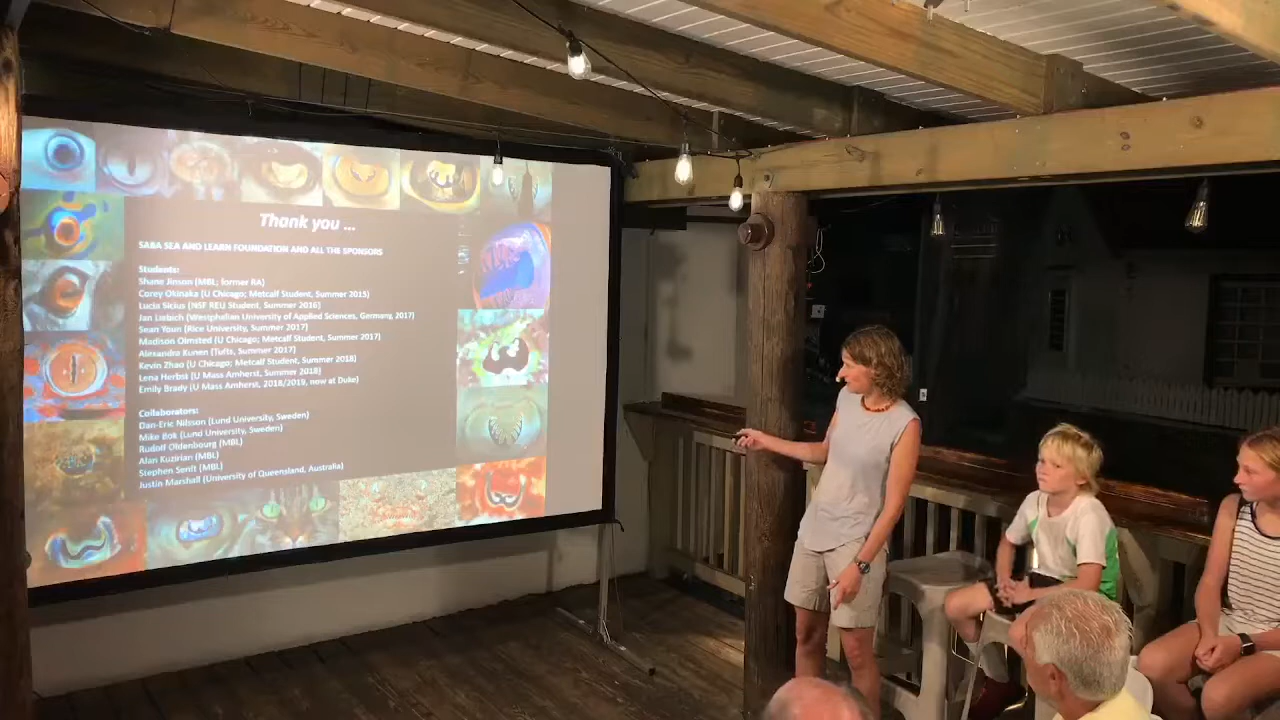 Thank you ...
SABA SEA AND LEARN FOUNDATION AND ALL THE SPONSORS
Students:
Shane Jinson (MBL; former RA)
Corey Okinaka (U Chicago; Metcalf Student, Summer 2015)
Lucia Sicius (NSF REU Student, Summer 2016)
Jan Liebich (Westphalian University of Applied Sciences, Germany, 2017)
Sean Youn (Rice University, Summer 2017)
Madison Olmsted (U Chicago; Metcalf Student, Summer 2017)
Alexandra Kunen (Tufts, Summer 2017)
Kevin Zhao (U Chicago; Metcalf Student, Summer 2018)
Lena Herbst (U Mass Amherst, Summer 2018)
Emily Brady (U Mass Amherst, 2018/2019, now at Duke)
Collaborators:
Dan-Eric Nilsson (Lund University, Sweden)
Mike Bok (Lund University, Sweden)
Rudolf Oldenbourg (MBL)
Alan Kuzirian (MBL)
Stephen Senft (MBL)
Justin Marshall (University of Queensland, Australia)